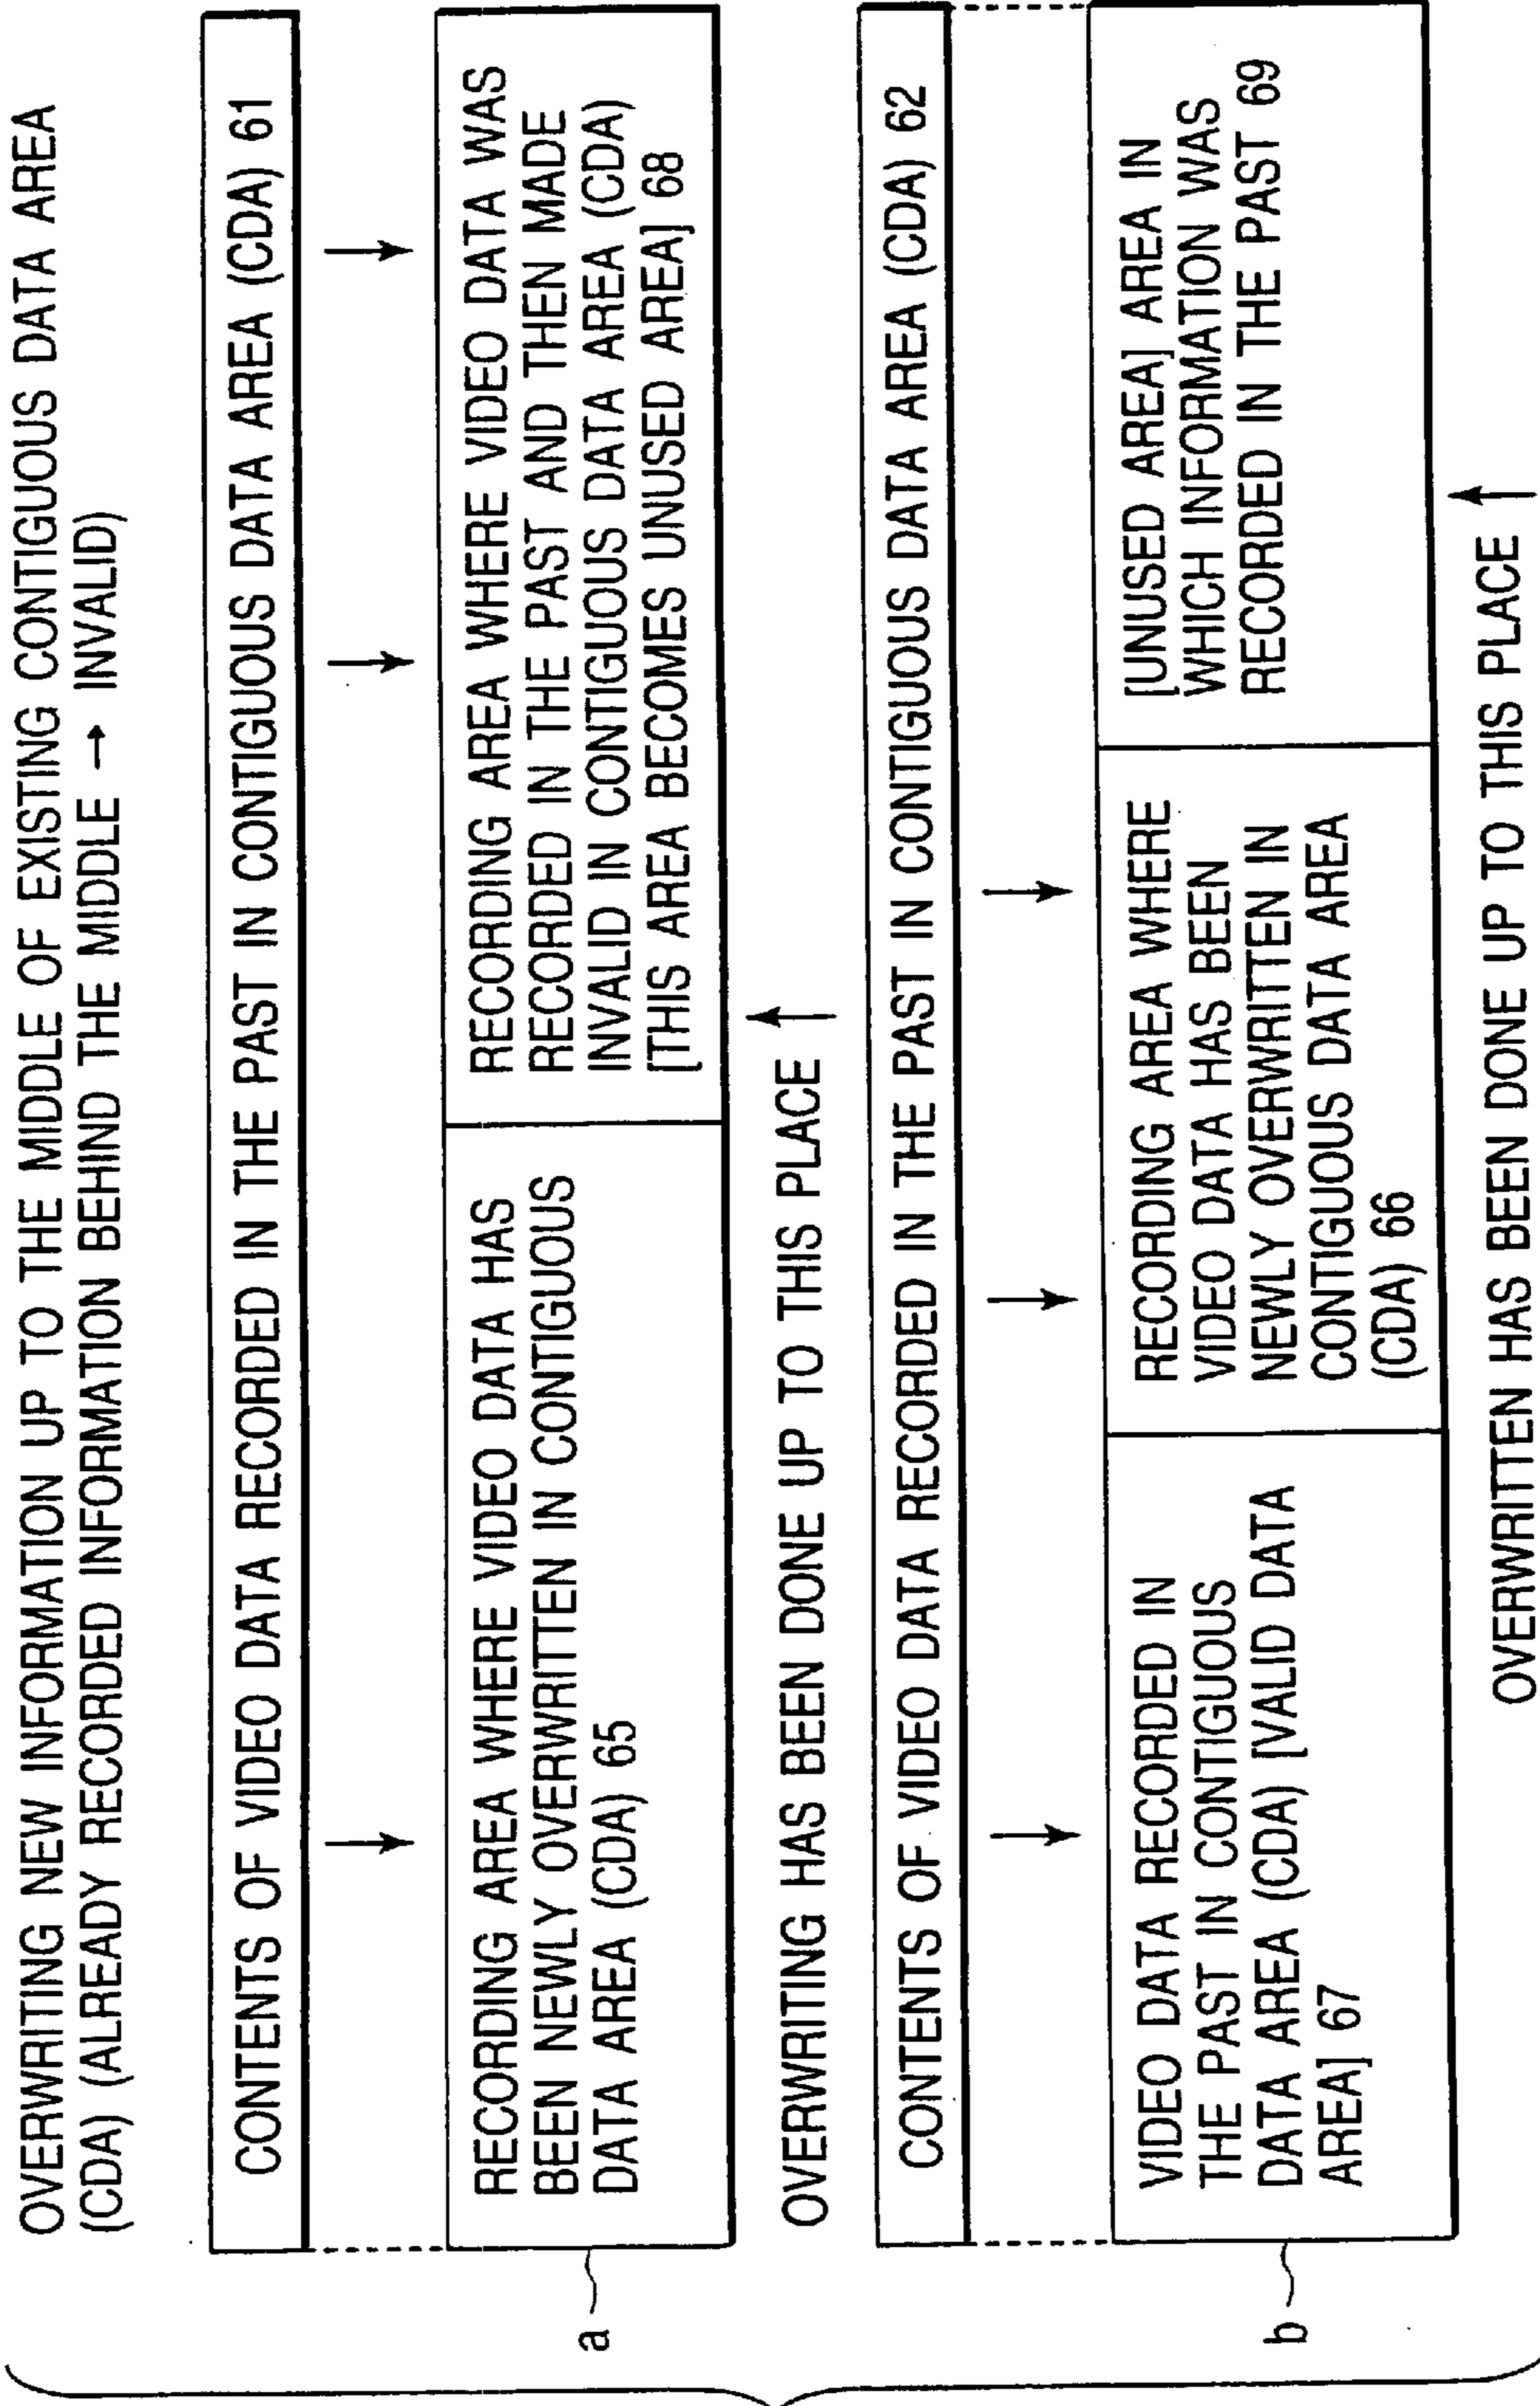 OVERWRITING NEW INFORMATION UP TO THE MIDDLE OF EXISTING CONTIGUOUS DATA AREA
(CDA) (ALREADY RECORDED INFORMATION BEHIND THE MIDDLE → INVALID)
CONTENTS OF VIDEO DATA RECORDED IN THE PAST IN CONTIGUOUS DATA AREA (CDA) 61
a
RECORDING AREA WHERE VIDEO DATA HAS
BEEN NEWLY OVERWRITTEN IN CONTIGUOUS
DATA AREA (CDA) 65
RECORDING AREA WHERE VIDEO DATA WAS
RECORDED IN THE PAST AND THEN MADE
INVALID IN CONTIGUOUS DATA AREA (CDA)
[THIS AREA BECOMES UNUSED AREA] 68
OVERWRITING HAS BEEN DONE UP TO THIS PLACE
CONTENTS OF VIDEO DATA RECORDED IN THE PAST IN CONTIGUOUS DATA AREA (CDA) 62
b
VIDEO DATA RECORDED IN
THE PAST IN CONTIGUOUS
DATA AREA (CDA) [VALID DATA
AREA] 67
RECORDING AREA WHERE
VIDEO DATA HAS BEEN
NEWLY OVERWRITTEN IN
CONTIGUOUS DATA AREA
(CDA) 66
[UNUSED AREA] AREA IN
WHICH INFORMATION WAS
RECORDED IN THE PAST 69
OVERWRITTEN HAS BEEN DONE UP TO THIS PLACE